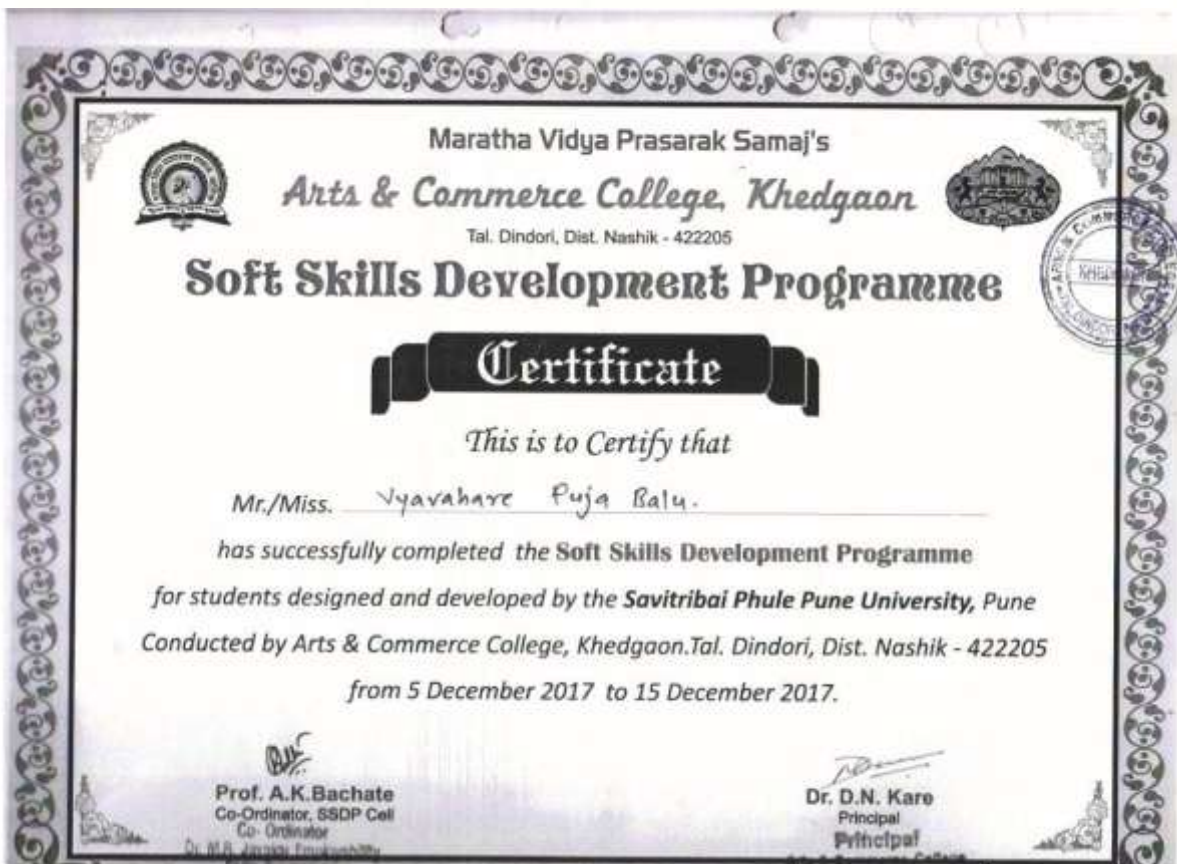 Maratha Vidya Prasarak Samaj's
Arts & Commerce College, Khedgaon
Tal. Dindori, Dist. Nashik - 422205
Soft Skills Development Programme
KHEDGAON
Certificate
This is to Certify that
Mr./Miss. Vyavahare Puja Balu.
has successfully completed the Soft Skills Development Programme
for students designed and developed by the Savitribai Phule Pune University, Pune
Conducted by Arts & Commerce College, Khedgaon.Tal. Dindori, Dist. Nashik - 422205
from 5 December 2017 to 15 December 2017.
Prof. A.K.Bachate
Co-Ordinator, SSDP Cell
Co- Ordinator
Dr. D.N. Kare
Principal
Principal
Arts & Commerce College